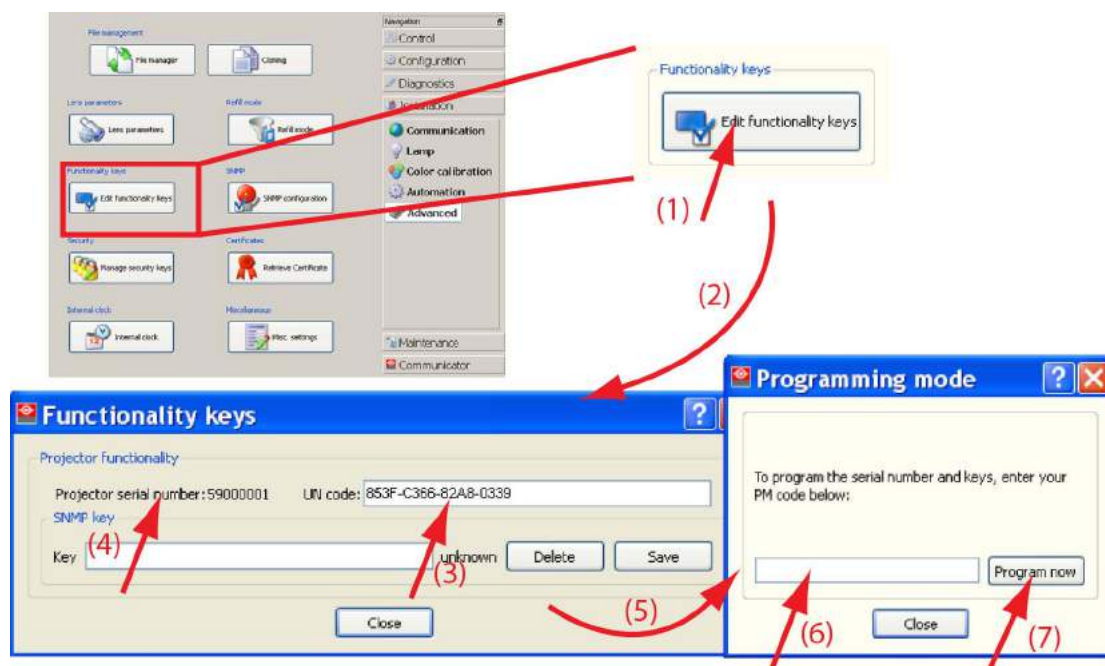 File management
File manager
Cloning
Lens parameters
Refill mode
Lens parameters
Refill mode
Functionality keys
SNMP
Edit functionality keys
SNMP configuration
Security
Certificates
Manage security keys
Retrieve Certificate
Internal clock
Miscellaneous
Internal clock
Misc. settings
Navigation
Control
Configuration
Diagnostics
Installation
Communication
Lamp
Color calibration
Automation
Advanced
Maintenance
Communicator
Functionality keys
Edit functionality keys
(1)
(2)
Functionality keys
Projector functionality
Projector serial number: 59000001
UN code: 853F-C366-82A8-0339
SNMP key
(4)
Key
unknown
Delete
Save
(3)
Close
(5)
Programming mode
To program the serial number and keys, enter your
PM code below:
Program now
(6)
Close
(7)